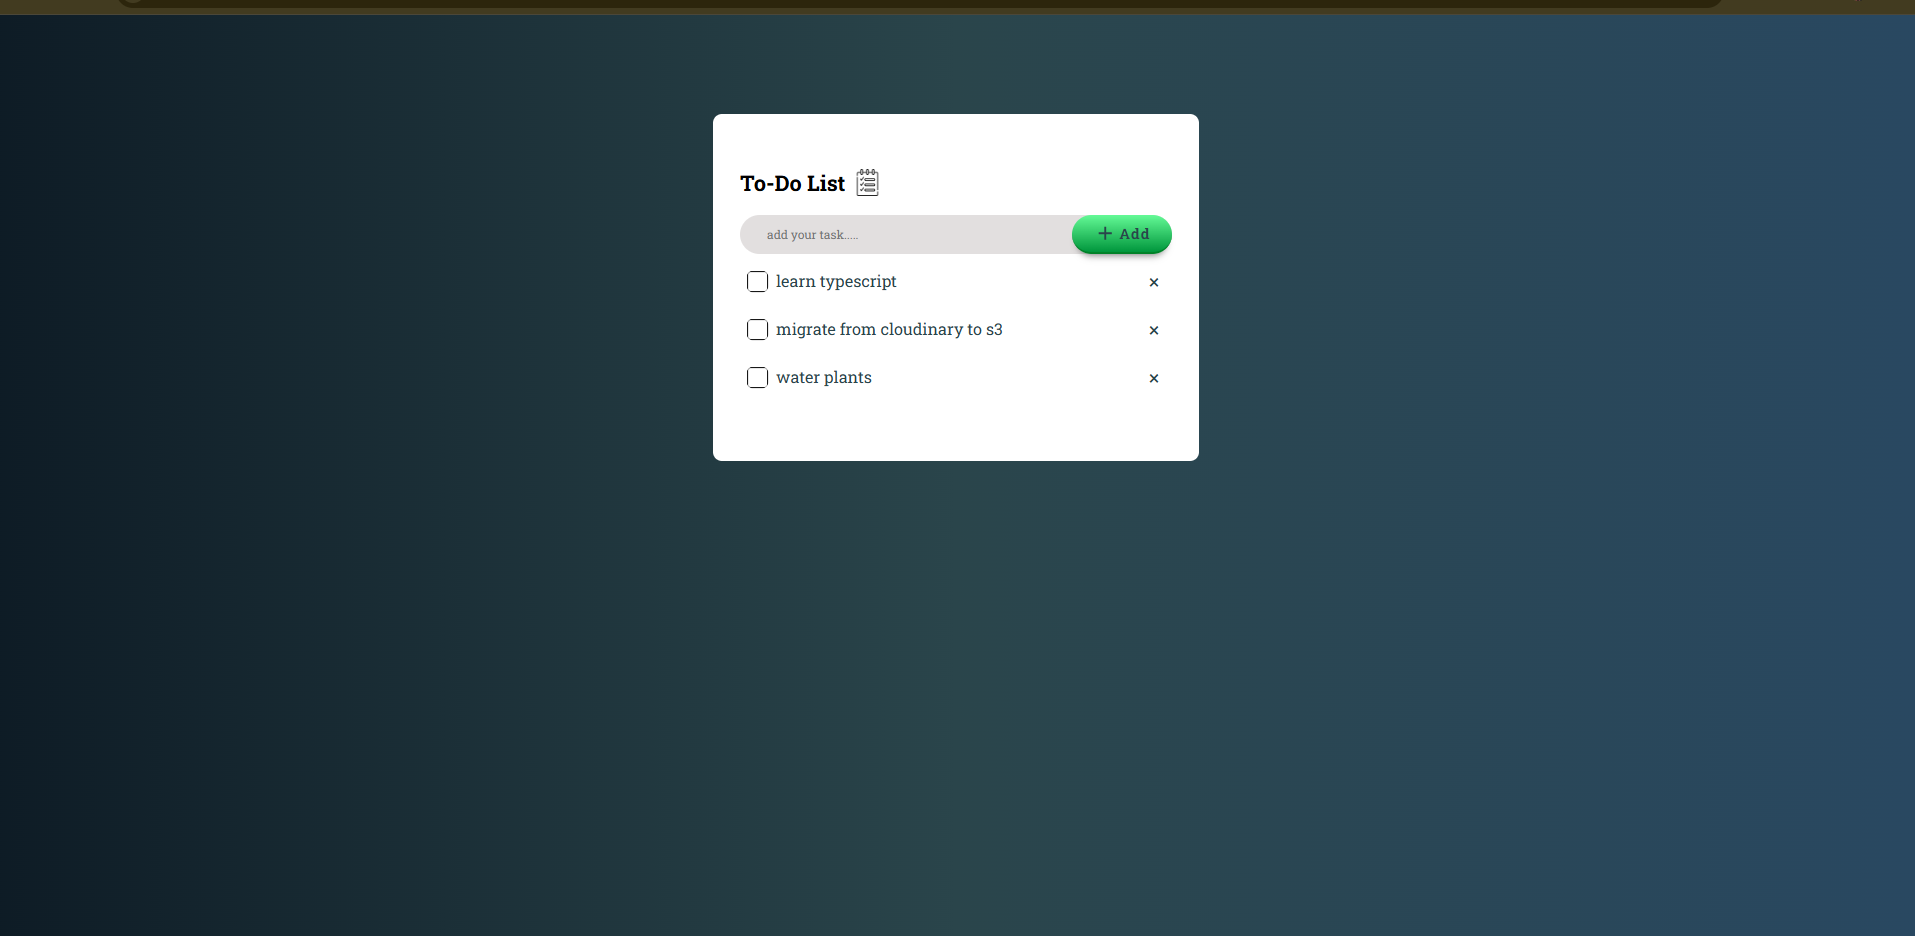 To-Do List
add your task.....
+ Add
learn typescript ×
migrate from cloudinary to s3 ×
water plants ×